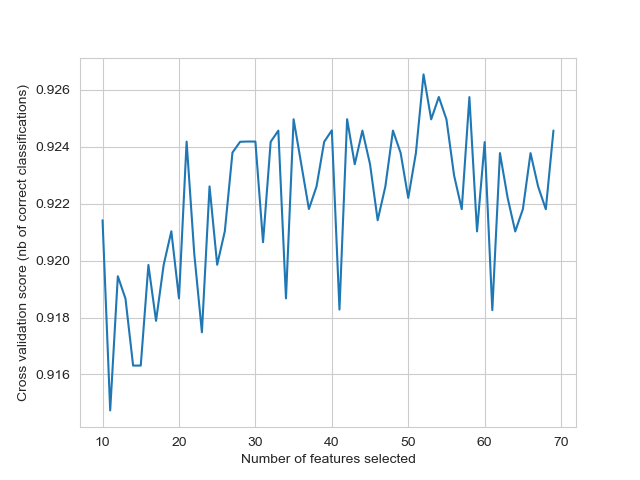 Cross validation score (nb of correct classifications)
0.926
0.924
0.922
0.920
0.918
0.916
10 20 30 40 50 60 70
Number of features selected